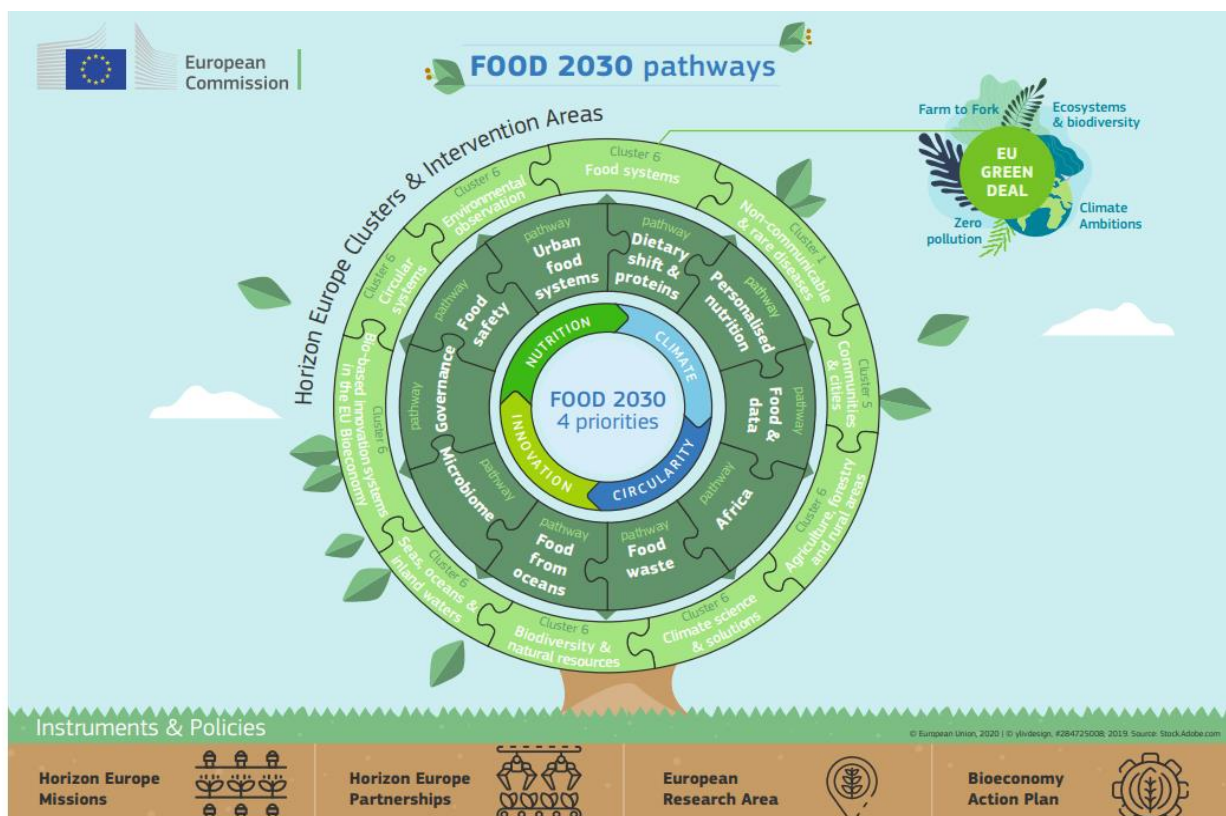 European
Commission
FOOD 2030 pathways
Horizon Europe Clusters & Intervention Areas
Farm to Fork
Ecosystems
& biodiversity
EU
GREEN
DEAL
Zero
pollution
Climate
Ambitions
Cluster 6
Food systems
Cluster 1
Non-communicable
& rare diseases
Cluster 5
Communities
& cities
Cluster 6
Agriculture, forestry
and rural areas
Cluster 6
Climate science
& solutions
Cluster 6
Biodiversity &
natural resources
Cluster 6
Seas, oceans &
inland waters
Cluster 6
Bio-based innovation systems
in the EU Bioeconomy
Cluster 6
Circular
systems
Cluster 6
Environmental
observation
pathway
Urban
food
systems
pathway
Dietary
shift &
proteins
pathway
Personalised
nutrition
pathway
Food &
data
pathway
Africa
pathway
Food
waste
pathway
Food
from
oceans
pathway
Microbiome
pathway
Governance
pathway
Food
safety
NUTRITION
CLIMATE
CIRCULARITY
INNOVATION
FOOD 2030
4 priorities
Instruments & Policies
© European Union, 2020 | © ylivdesign, #284725008, 2019. Source: Stock.Adobe.com
Horizon Europe
Missions
Horizon Europe
Partnerships
European
Research Area
Bioeconomy
Action Plan